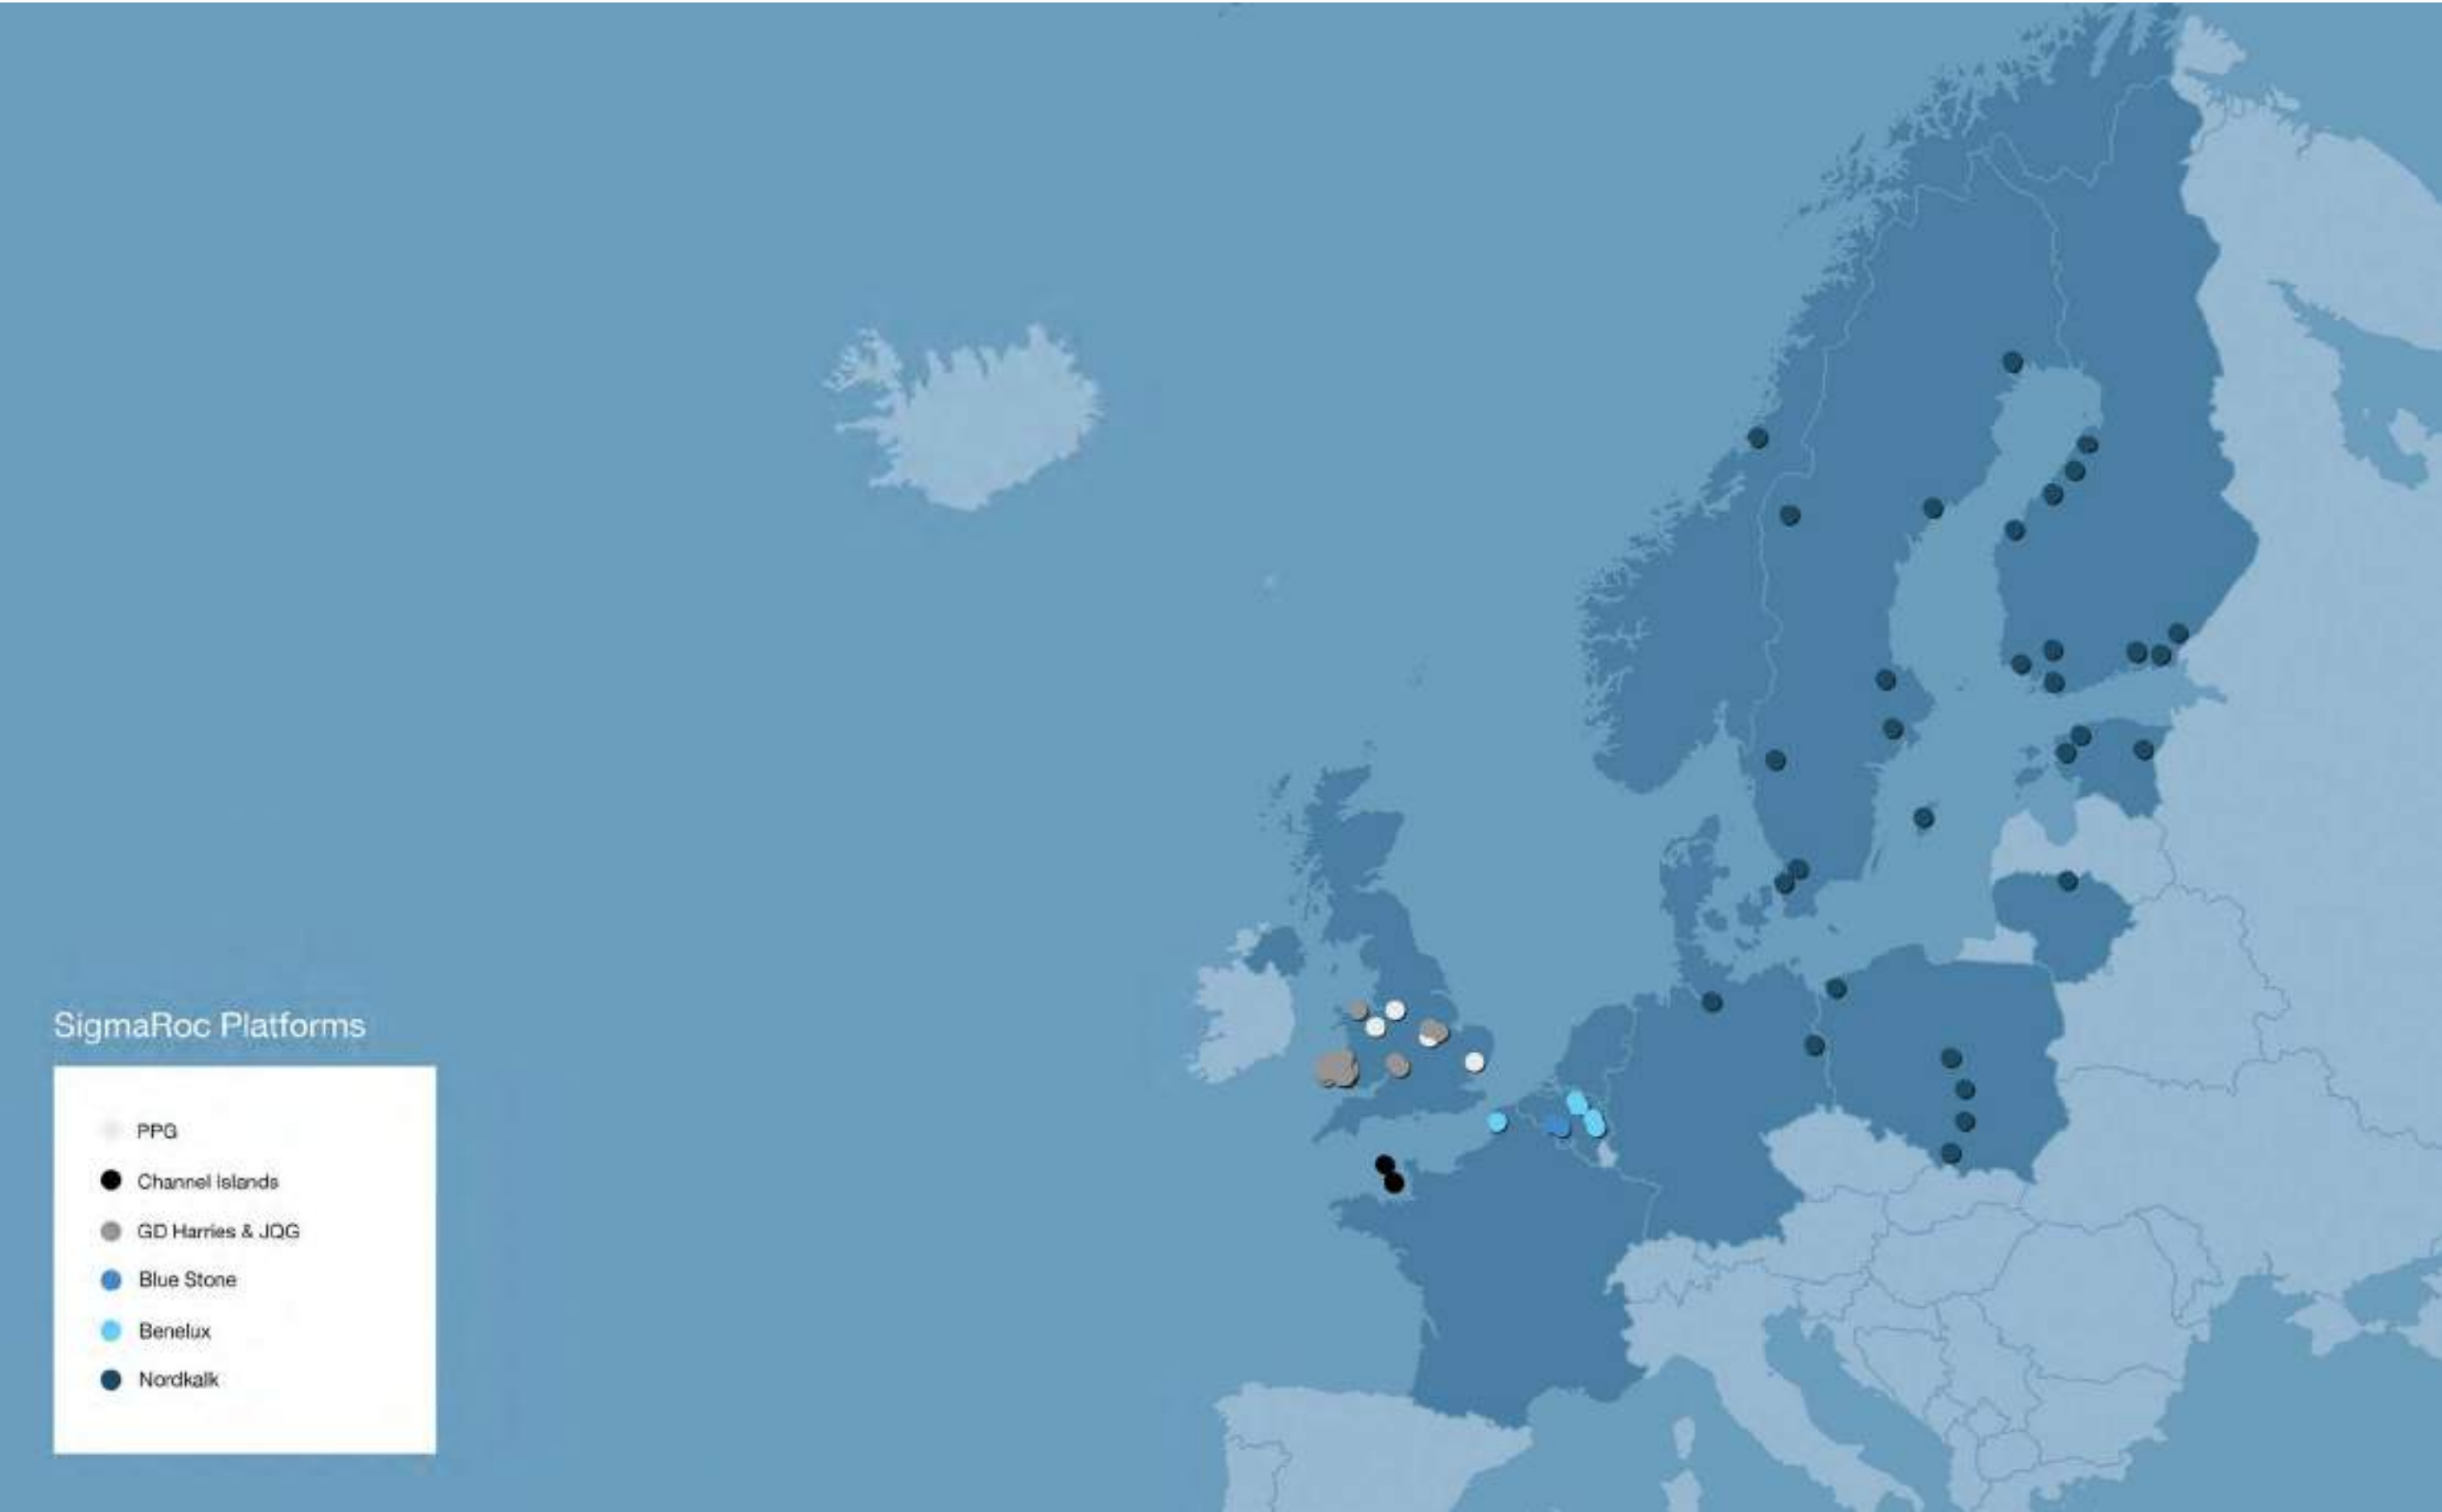 SigmaRoc Platforms
PPG
Channel Islands
GD Harries & JQG
Blue Stone
Benelux
Nordkalk